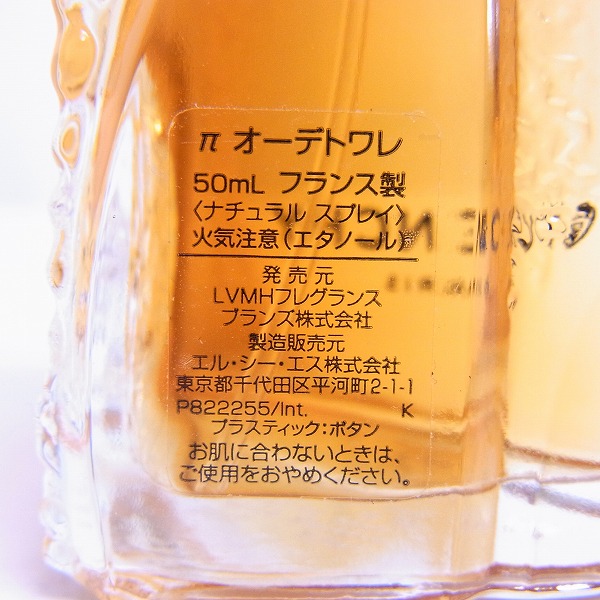 π オーデトワレ
50mL フランス製
〈ナチュラル スプレイ〉
火気注意(エタノール)
発売元
LVMHフレグランス
ブランズ株式会社
製造販売元
エル・シー・エス株式会社
東京都千代田区平河町2-1-1
P822255/Int. K
プラスティック:ボタン
お肌に合わないときは、
ご使用をおやめください。